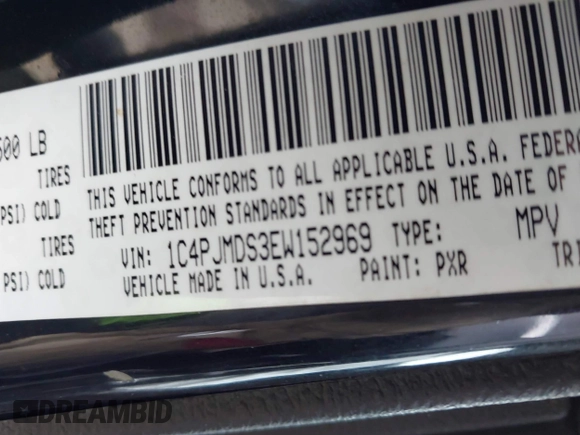 500 LB
TIRES
PSI) COLD
TIRES
PSI) COLD
THIS VEHICLE CONFORMS TO ALL APPLICABLE U.S.A. FEDERA
THEFT PREVENTION STANDARDS IN EFFECT ON THE DATE OF
VIN: 1C4PJMDS3EW152969 TYPE: MPV
VEHICLE MADE IN U.S.A. PAINT: PXR TRI
DREAMBID